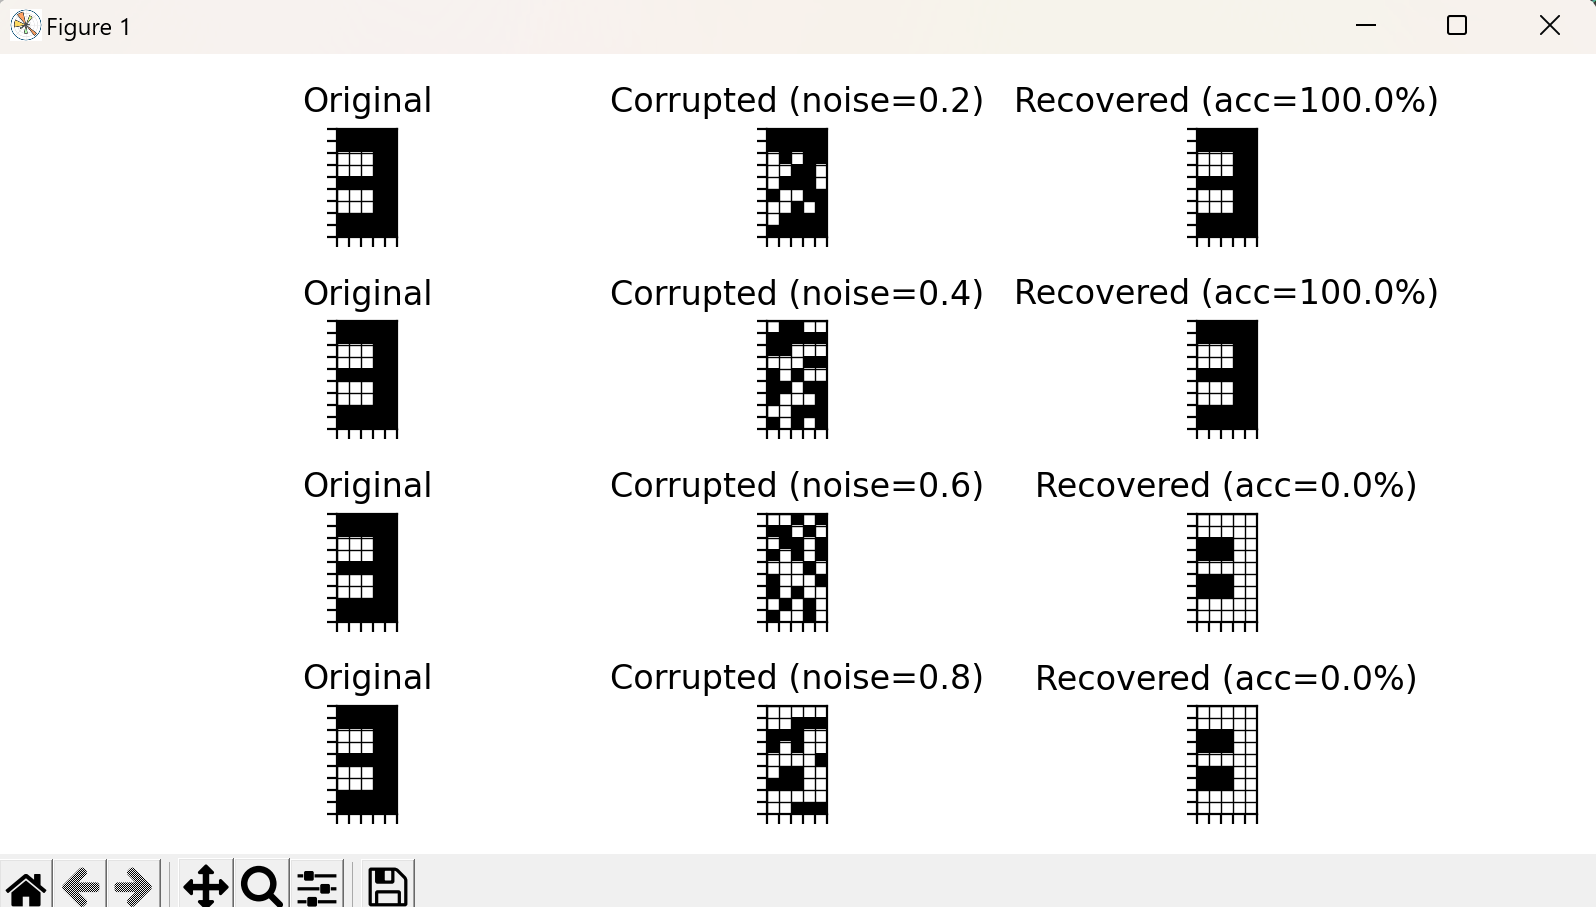 Figure 1
Original Corrupted (noise=0.2) Recovered (acc=100.0%)
Original Corrupted (noise=0.4) Recovered (acc=100.0%)
Original Corrupted (noise=0.6) Recovered (acc=0.0%)
Original Corrupted (noise=0.8) Recovered (acc=0.0%)